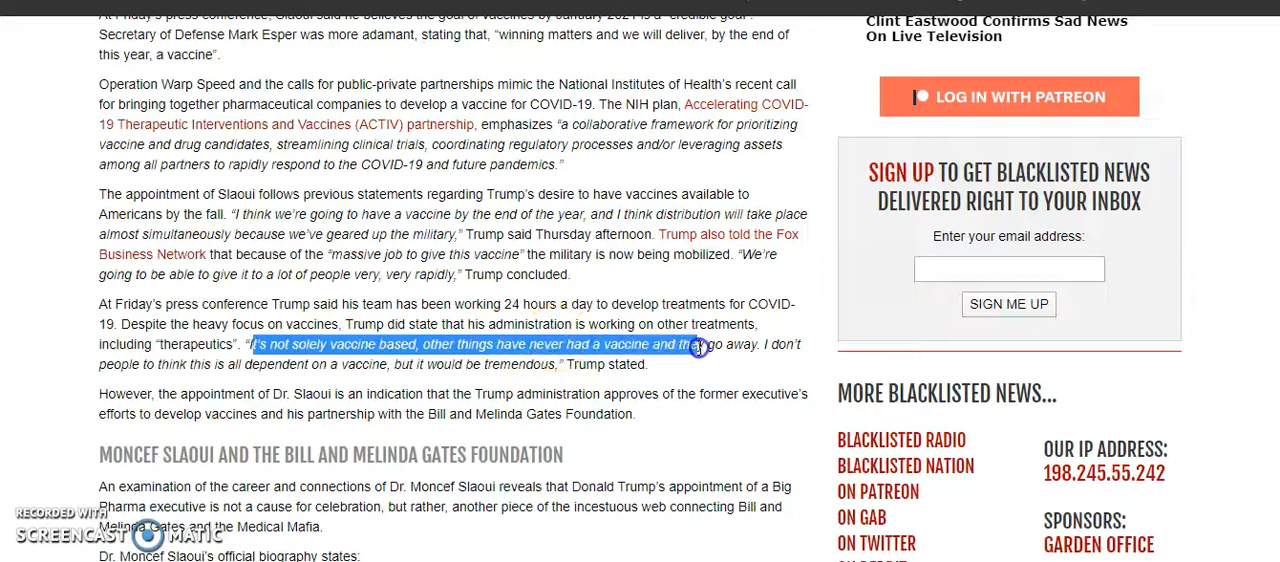 At Friday's press conference, Slaoui said he believes the goal of vaccines by January 2021 is a "credible goal".
Secretary of Defense Mark Esper was more adamant, stating that, "winning matters and we will deliver, by the end of
this year, a vaccine".
Operation Warp Speed and the calls for public-private partnerships mimic the National Institutes of Health's recent call
for bringing together pharmaceutical companies to develop a vaccine for COVID-19. The NIH plan, Accelerating COVID-
19 Therapeutic Interventions and Vaccines (ACTIV) partnership, emphasizes "a collaborative framework for prioritizing
vaccine and drug candidates, streamlining clinical trials, coordinating regulatory processes and/or leveraging assets
among all partners to rapidly respond to the COVID-19 and future pandemics."
The appointment of Slaoui follows previous statements regarding Trump's desire to have vaccines available to
Americans by the fall. "I think we're going to have a vaccine by the end of the year, and I think distribution will take place
almost simultaneously because we've geared up the military," Trump said Thursday afternoon. Trump also told the Fox
Business Network that because of the "massive job to give this vaccine" the military is now being mobilized. "We're
going to be able to give it to a lot of people very, very rapidly," Trump concluded.
At Friday's press conference Trump said his team has been working 24 hours a day to develop treatments for COVID-
19. Despite the heavy focus on vaccines, Trump did state that his administration is working on other treatments,
including "therapeutics". "It's not solely vaccine based, other things have never had a vaccine and they go away. I don't
people to think this is all dependent on a vaccine, but it would be tremendous," Trump stated.
However, the appointment of Dr. Slaoui is an indication that the Trump administration approves of the former executive's
efforts to develop vaccines and his partnership with the Bill and Melinda Gates Foundation.
MONCEF SLAOUI AND THE BILL AND MELINDA GATES FOUNDATION
An examination of the career and connections of Dr. Moncef Slaoui reveals that Donald Trump's appointment of a Big
Pharma executive is not a cause for celebration, but rather, another piece of the incestuous web connecting Bill and
Melinda Gates and the Medical Mafia.
Dr. Moncef Slaoui's official biography states:
RECORDED WITH
SCREENCAST MATIC
Clint Eastwood Confirms Sad News
On Live Television
LOG IN WITH PATREON
SIGN UP TO GET BLACKLISTED NEWS
DELIVERED RIGHT TO YOUR INBOX
Enter your email address:
SIGN ME UP
MORE BLACKLISTED NEWS...
BLACKLISTED RADIO
BLACKLISTED NATION
ON PATREON
ON GAB
ON TWITTER
OUR IP ADDRESS:
198.245.55.242
SPONSORS:
GARDEN OFFICE